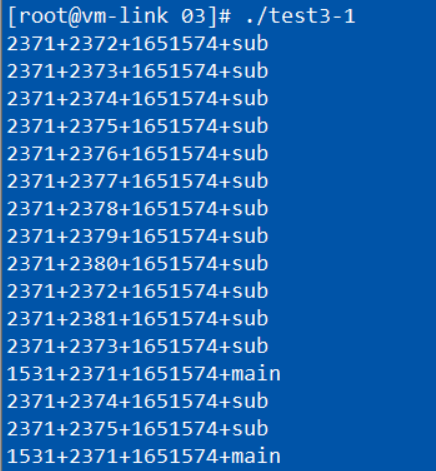 [root@vm-link 03]# ./test3-1
2371+2372+1651574+sub
2371+2373+1651574+sub
2371+2374+1651574+sub
2371+2375+1651574+sub
2371+2376+1651574+sub
2371+2377+1651574+sub
2371+2378+1651574+sub
2371+2379+1651574+sub
2371+2380+1651574+sub
2371+2372+1651574+sub
2371+2381+1651574+sub
2371+2373+1651574+sub
1531+2371+1651574+main
2371+2374+1651574+sub
2371+2375+1651574+sub
1531+2371+1651574+main